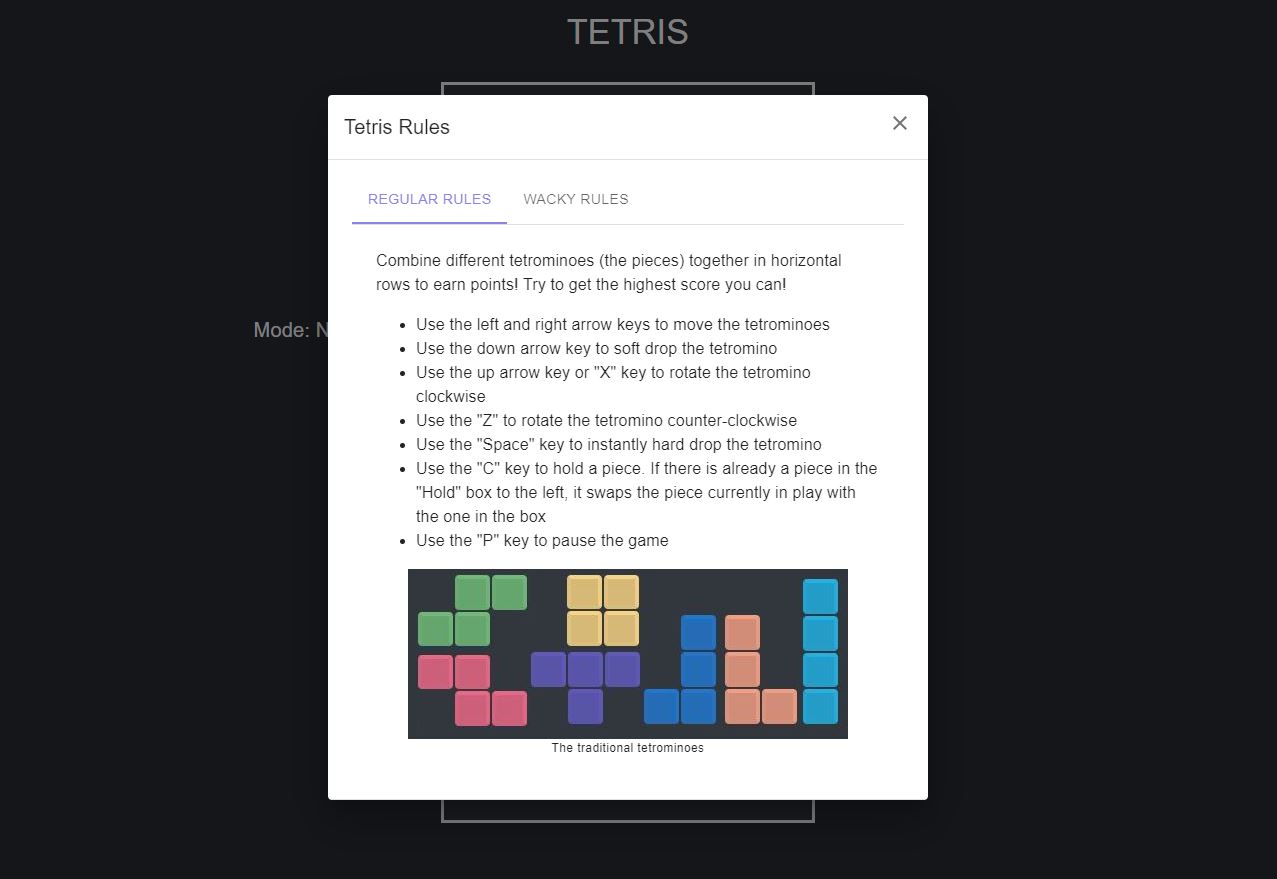 TETRIS
Tetris Rules
REGULAR RULES WACKY RULES
Combine different tetrominoes (the pieces) together in horizontal
rows to earn points! Try to get the highest score you can!
Mode: N
• Use the left and right arrow keys to move the tetrominoes
• Use the down arrow key to soft drop the tetromino
• Use the up arrow key or "X" key to rotate the tetromino
clockwise
• Use the "Z" to rotate the tetromino counter-clockwise
• Use the "Space" key to instantly hard drop the tetromino
• Use the "C" key to hold a piece. If there is already a piece in the
"Hold" box to the left, it swaps the piece currently in play with
the one in the box
• Use the "P" key to pause the game
The traditional tetrominoes